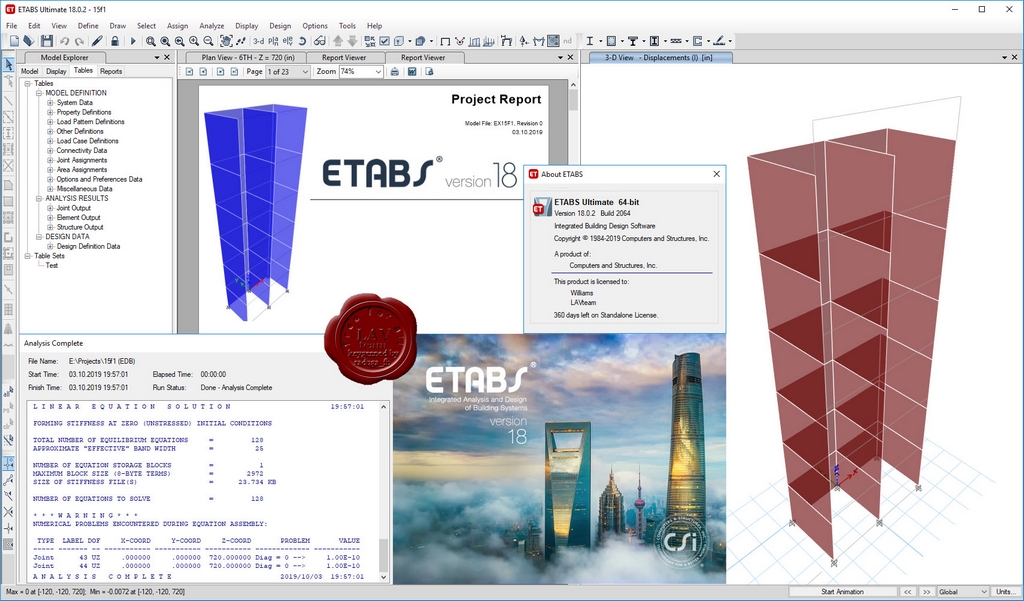 ETABS Ultimate 18.0.2 - 15f1
File Edit View Define Draw Select Assign Analyze Display Design Options Tools Help
3-d
nd
Model Explorer
Model Display Tables Reports
Tables
MODEL DEFINITION
System Data
Property Definitions
Load Pattern Definitions
Other Definitions
Load Case Definitions
Connectivity Data
Joint Assignments
Area Assignments
Options and Preferences Data
Miscellaneous Data
ANALYSIS RESULTS
Joint Output
Element Output
Structure Output
DESIGN DATA
Design Definition Data
Table Sets
Test
Plan View - 6TH - Z = 720 (in) Report Viewer Report Viewer
Page 1 of 23 Zoom 74%
Project Report
Model File: EX15F1, Revision 0
03.10.2019
ETABS® version 18
3-D View - Displacements (I) [in]
About ETABS
ETABS Ultimate 64-bit
Version 18.0.2 Build 2064
Integrated Building Design Software
Copyright © 1984-2019 Computers and Structures, Inc.
A product of:
Computers and Structures, Inc.
This product is licensed to:
Williams
LAVteam
360 days left on Standalone License.
LAV
team
Analysis Complete
File Name: E:\Projects\15f1 (EDB)
Start Time: 03.10.2019 19:57:01 Elapsed Time: 00:00:00
Finish Time: 03.10.2019 19:57:01 Run Status: Done - Analysis Complete
L I N E A R   E Q U A T I O N   S O L U T I O N 19:57:01
FORMING STIFFNESS AT ZERO (UNSTRESSED) INITIAL CONDITIONS
TOTAL NUMBER OF EQUILIBRIUM EQUATIONS = 128
APPROXIMATE "EFFECTIVE" BAND WIDTH = 25
NUMBER OF EQUATION STORAGE BLOCKS = 1
MAXIMUM BLOCK SIZE (8-BYTE TERMS) = 2972
SIZE OF STIFFNESS FILE(S) = 23.734 KB
NUMBER OF EQUATIONS TO SOLVE = 128
* * * W A R N I N G * * *
NUMERICAL PROBLEMS ENCOUNTERED DURING EQUATION ASSEMBLY:
TYPE LABEL DOF X-COORD Y-COORD Z-COORD PROBLEM VALUE
Joint 43 UZ .000000 .000000 720.000000 Diag = 0 --> 1.00E-10
Joint 44 UZ .000000 .000000 720.000000 Diag = 0 --> 1.00E-10
A N A L Y S I S   C O M P L E T E 2019/10/03 19:57:01
ETABS®
Integrated Analysis and Design
of Building Systems
version
18
CSi
Max = 0 at [-120, -120, 720]; Min = -0.0072 at [-120, -120, 720]
Start Animation << >> Global Units...